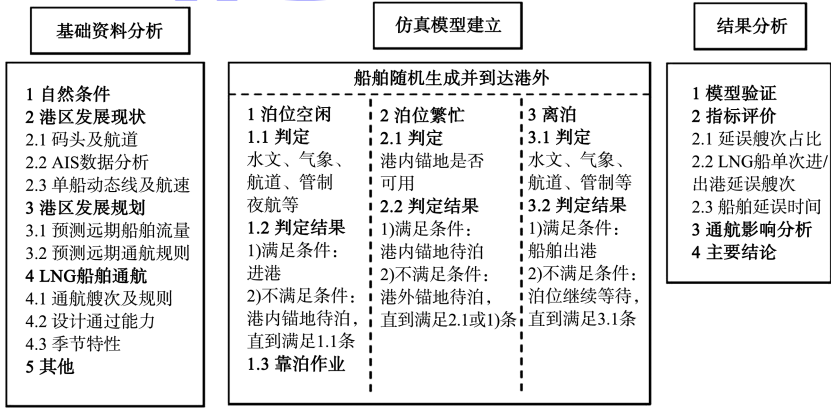 基础资料分析
1 自然条件
2 港区发展现状
2.1 码头及航道
2.2 AIS数据分析
2.3 单船动态线及航速
3 港区发展规划
3.1 预测远期船舶流量
3.2 预测远期通航规则
4 LNG船舶通航
4.1 通航艘次及规则
4.2 设计通过能力
4.3 季节特性
5 其他
仿真模型建立
船舶随机生成并到达港外
1 泊位空闲
1.1 判定
水文、气象、
航道、管制
夜航等
1.2 判定结果
1)满足条件：
进港
2)不满足条件：
港内锚地待泊，
直到满足1.1条
1.3 靠泊作业
2 泊位繁忙
2.1 判定
港内锚地是否
可用
2.2 判定结果
1)满足条件：
港内锚地待泊
2)不满足条件：
港外锚地待泊，
直到满足2.1或1)条
3 离泊
3.1 判定
水文、气象、
航道、管制等
3.2 判定结果
1)满足条件：
船舶出港
2)不满足条件：
泊位继续等待，
直到满足3.1条
结果分析
1 模型验证
2 指标评价
2.1 延误艘次占比
2.2 LNG船单次进/
出港延误艘次
2.3 船舶延误时间
3 通航影响分析
4 主要结论